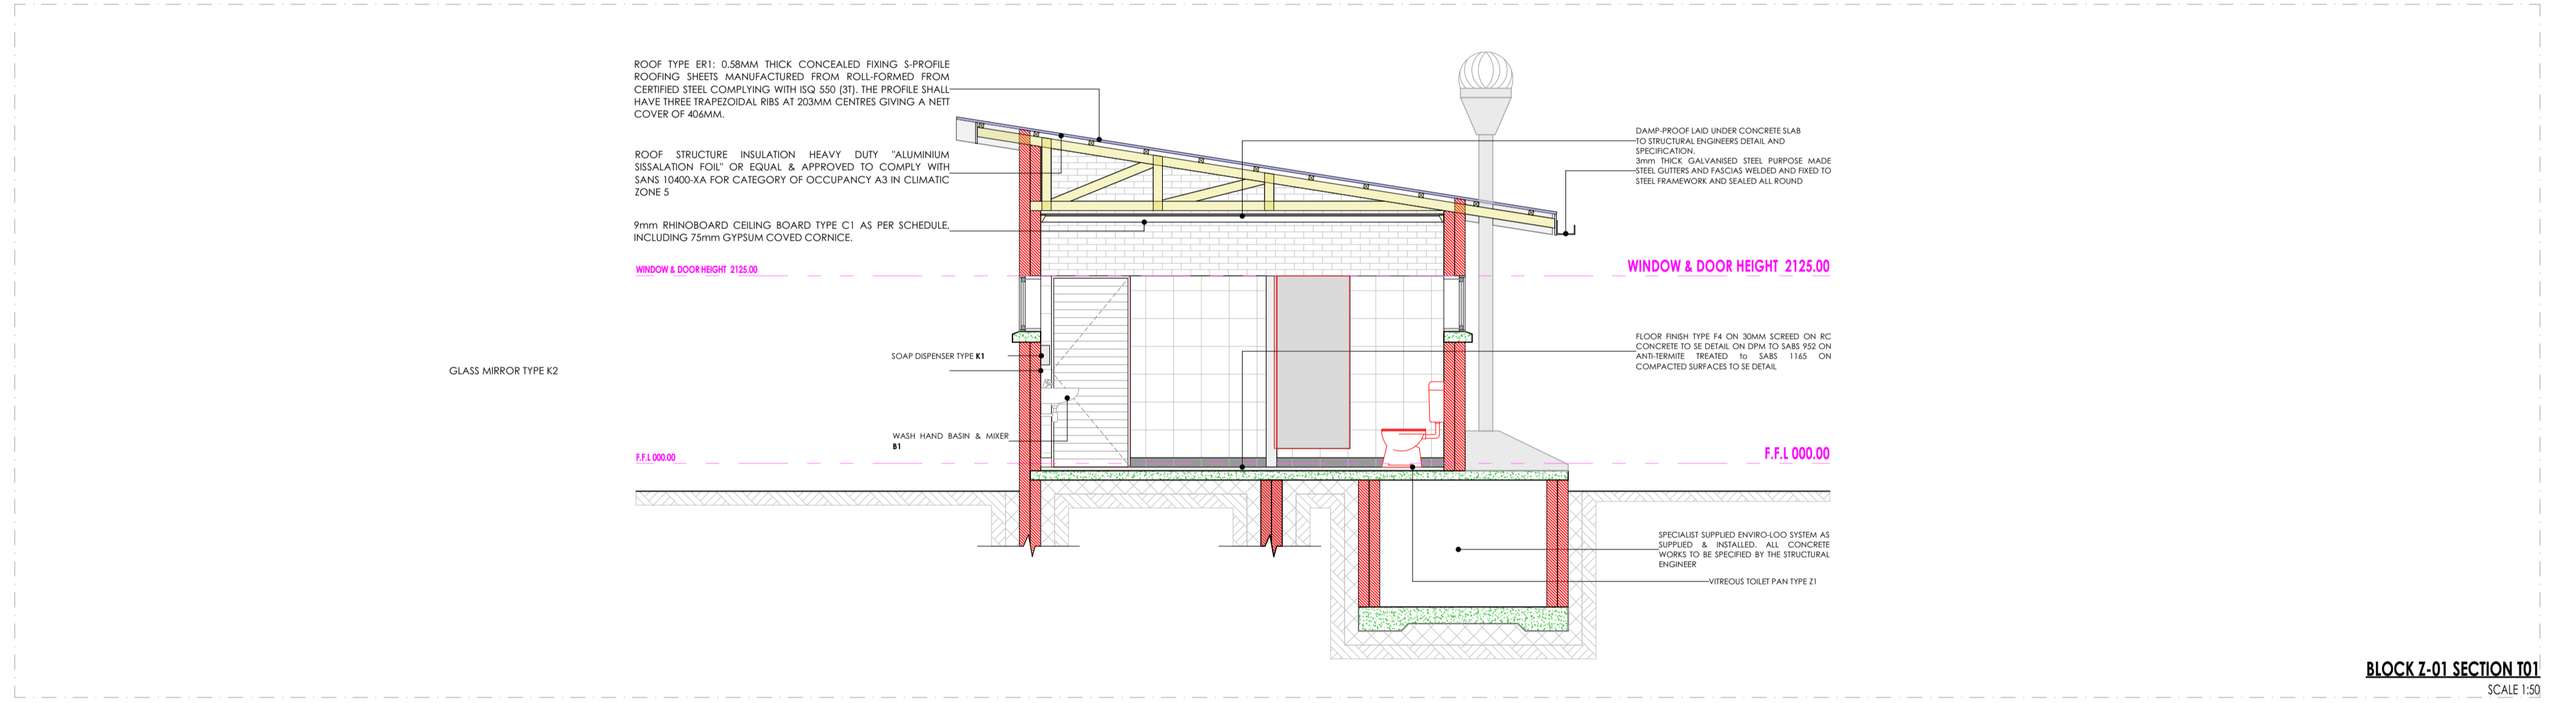 ROOF TYPE ER1: 0.58MM THICK CONCEALED FIXING S-PROFILE
ROOFING SHEETS MANUFACTURED FROM ROLL-FORMED FROM
CERTIFIED STEEL COMPLYING WITH ISQ 550 (3T). THE PROFILE SHALL
HAVE THREE TRAPEZOIDAL RIBS AT 203MM CENTRES GIVING A NETT
COVER OF 406MM.
ROOF STRUCTURE INSULATION HEAVY DUTY "ALUMINIUM
SISSALATION FOIL" OR EQUAL & APPROVED TO COMPLY WITH
SANS 10400-XA FOR CATEGORY OF OCCUPANCY A3 IN CLIMATIC
ZONE 5
9mm RHINOBOARD CEILING BOARD TYPE C1 AS PER SCHEDULE,
INCLUDING 75mm GYPSUM COVED CORNICE.
WINDOW & DOOR HEIGHT 2125.00
SOAP DISPENSER TYPE K1
GLASS MIRROR TYPE K2
WASH HAND BASIN & MIXER
B1
F.F.L 000.00
DAMP-PROOF LAID UNDER CONCRETE SLAB
TO STRUCTURAL ENGINEERS DETAIL AND
SPECIFICATION.
3mm THICK GALVANISED STEEL PURPOSE MADE
STEEL GUTTERS AND FASCIAS WELDED AND FIXED TO
STEEL FRAMEWORK AND SEALED ALL ROUND
WINDOW & DOOR HEIGHT 2125.00
FLOOR FINISH TYPE F4 ON 30MM SCREED ON RC
CONCRETE TO SE DETAIL ON DPM TO SABS 952 ON
ANTI-TERMITE TREATED to SABS 1165 ON
COMPACTED SURFACES TO SE DETAIL
F.F.L 000.00
SPECIALIST SUPPLIED ENVIRO-LOO SYSTEM AS
SUPPLIED & INSTALLED. ALL CONCRETE
WORKS TO BE SPECIFIED BY THE STRUCTURAL
ENGINEER
VITREOUS TOILET PAN TYPE Z1
BLOCK Z-01 SECTION T01
SCALE 1:50